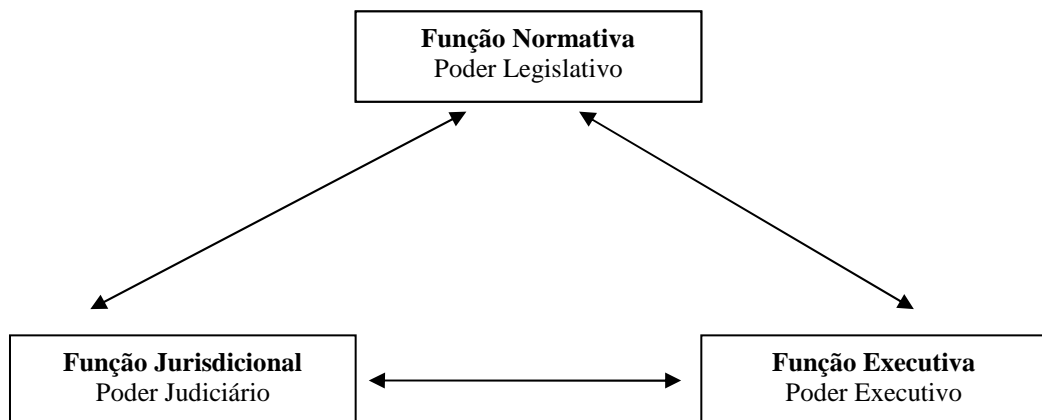 Função Normativa
Poder Legislativo
Função Jurisdicional
Poder Judiciário
Função Executiva
Poder Executivo